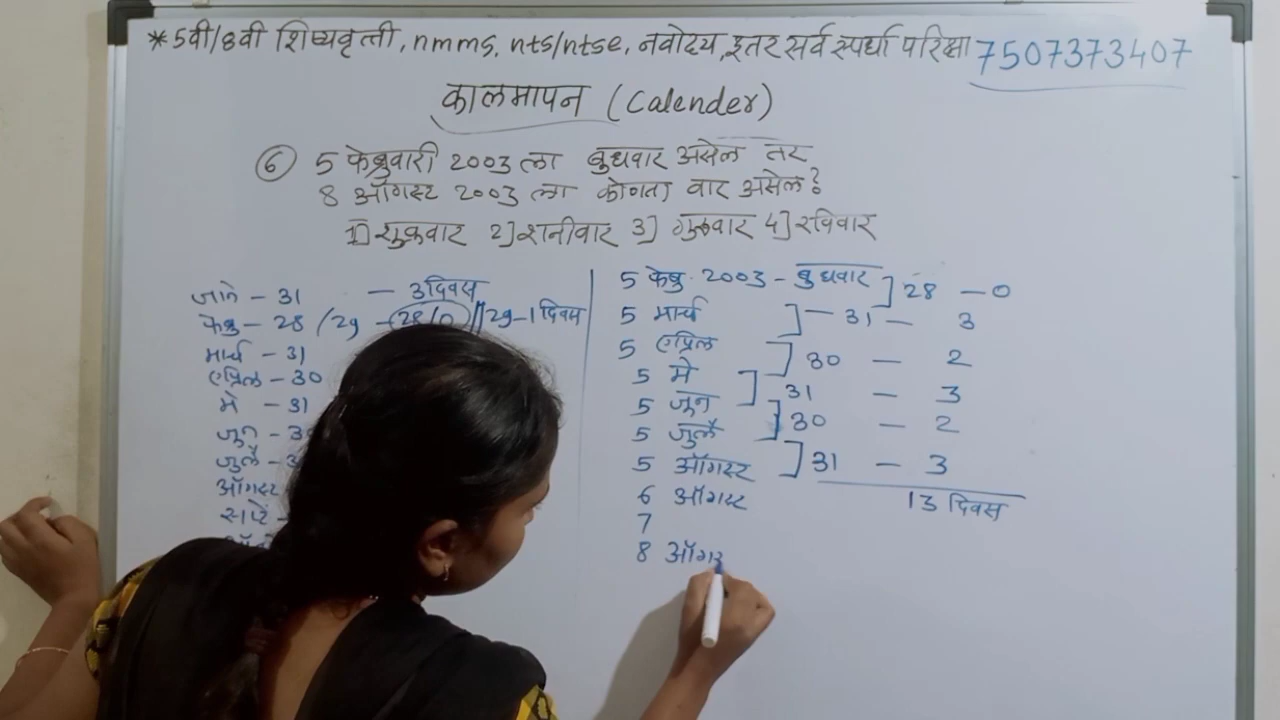 * 5वी/8वी शिष्यवृत्ती, nmms, nts/ntse, नवोदय, इतर सर्व स्पर्धा परिक्षा 7507373407
कालमापन (Calender)
⑥ 5 फेब्रुवारी 2003 ला बुधवार असेल तर
8 ऑगस्ट 2003 ला कोणता वार असेल?
1] शुक्रवार 2] शनीवार 3] गुरूवार 4] रविवार
जाने - 31 - 3 दिवस
फेब्रु - 28 / 29 - (28/0) 29-1 दिवस
मार्च - 31
एप्रिल - 30
मे - 31
जुन - 30
जुलै - 3
ऑगस्ट
सप्टें -
5 फेब्रु. 2003 - बुधवार ] 28 - 0
5 मार्च ] - 31 - 3
5 एप्रिल ] 30 - 2
5 मे ] 31 - 3
5 जुन ] 30 - 2
5 जुलै ] 31 - 3
5 ऑगस्ट 13 दिवस
6 ऑगस्ट
7
8 ऑगस्